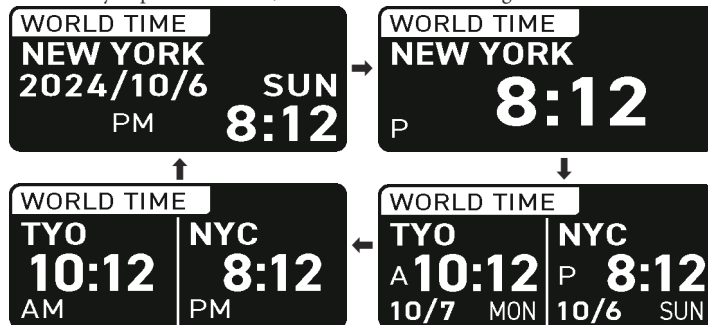 WORLD TIME
NEW YORK
2024/10/6 SUN
PM 8:12
WORLD TIME
NEW YORK
P 8:12
WORLD TIME
TYO
10:12
AM
NYC
8:12
PM
WORLD TIME
TYO
A 10:12
10/7 MON
NYC
P 8:12
10/6 SUN